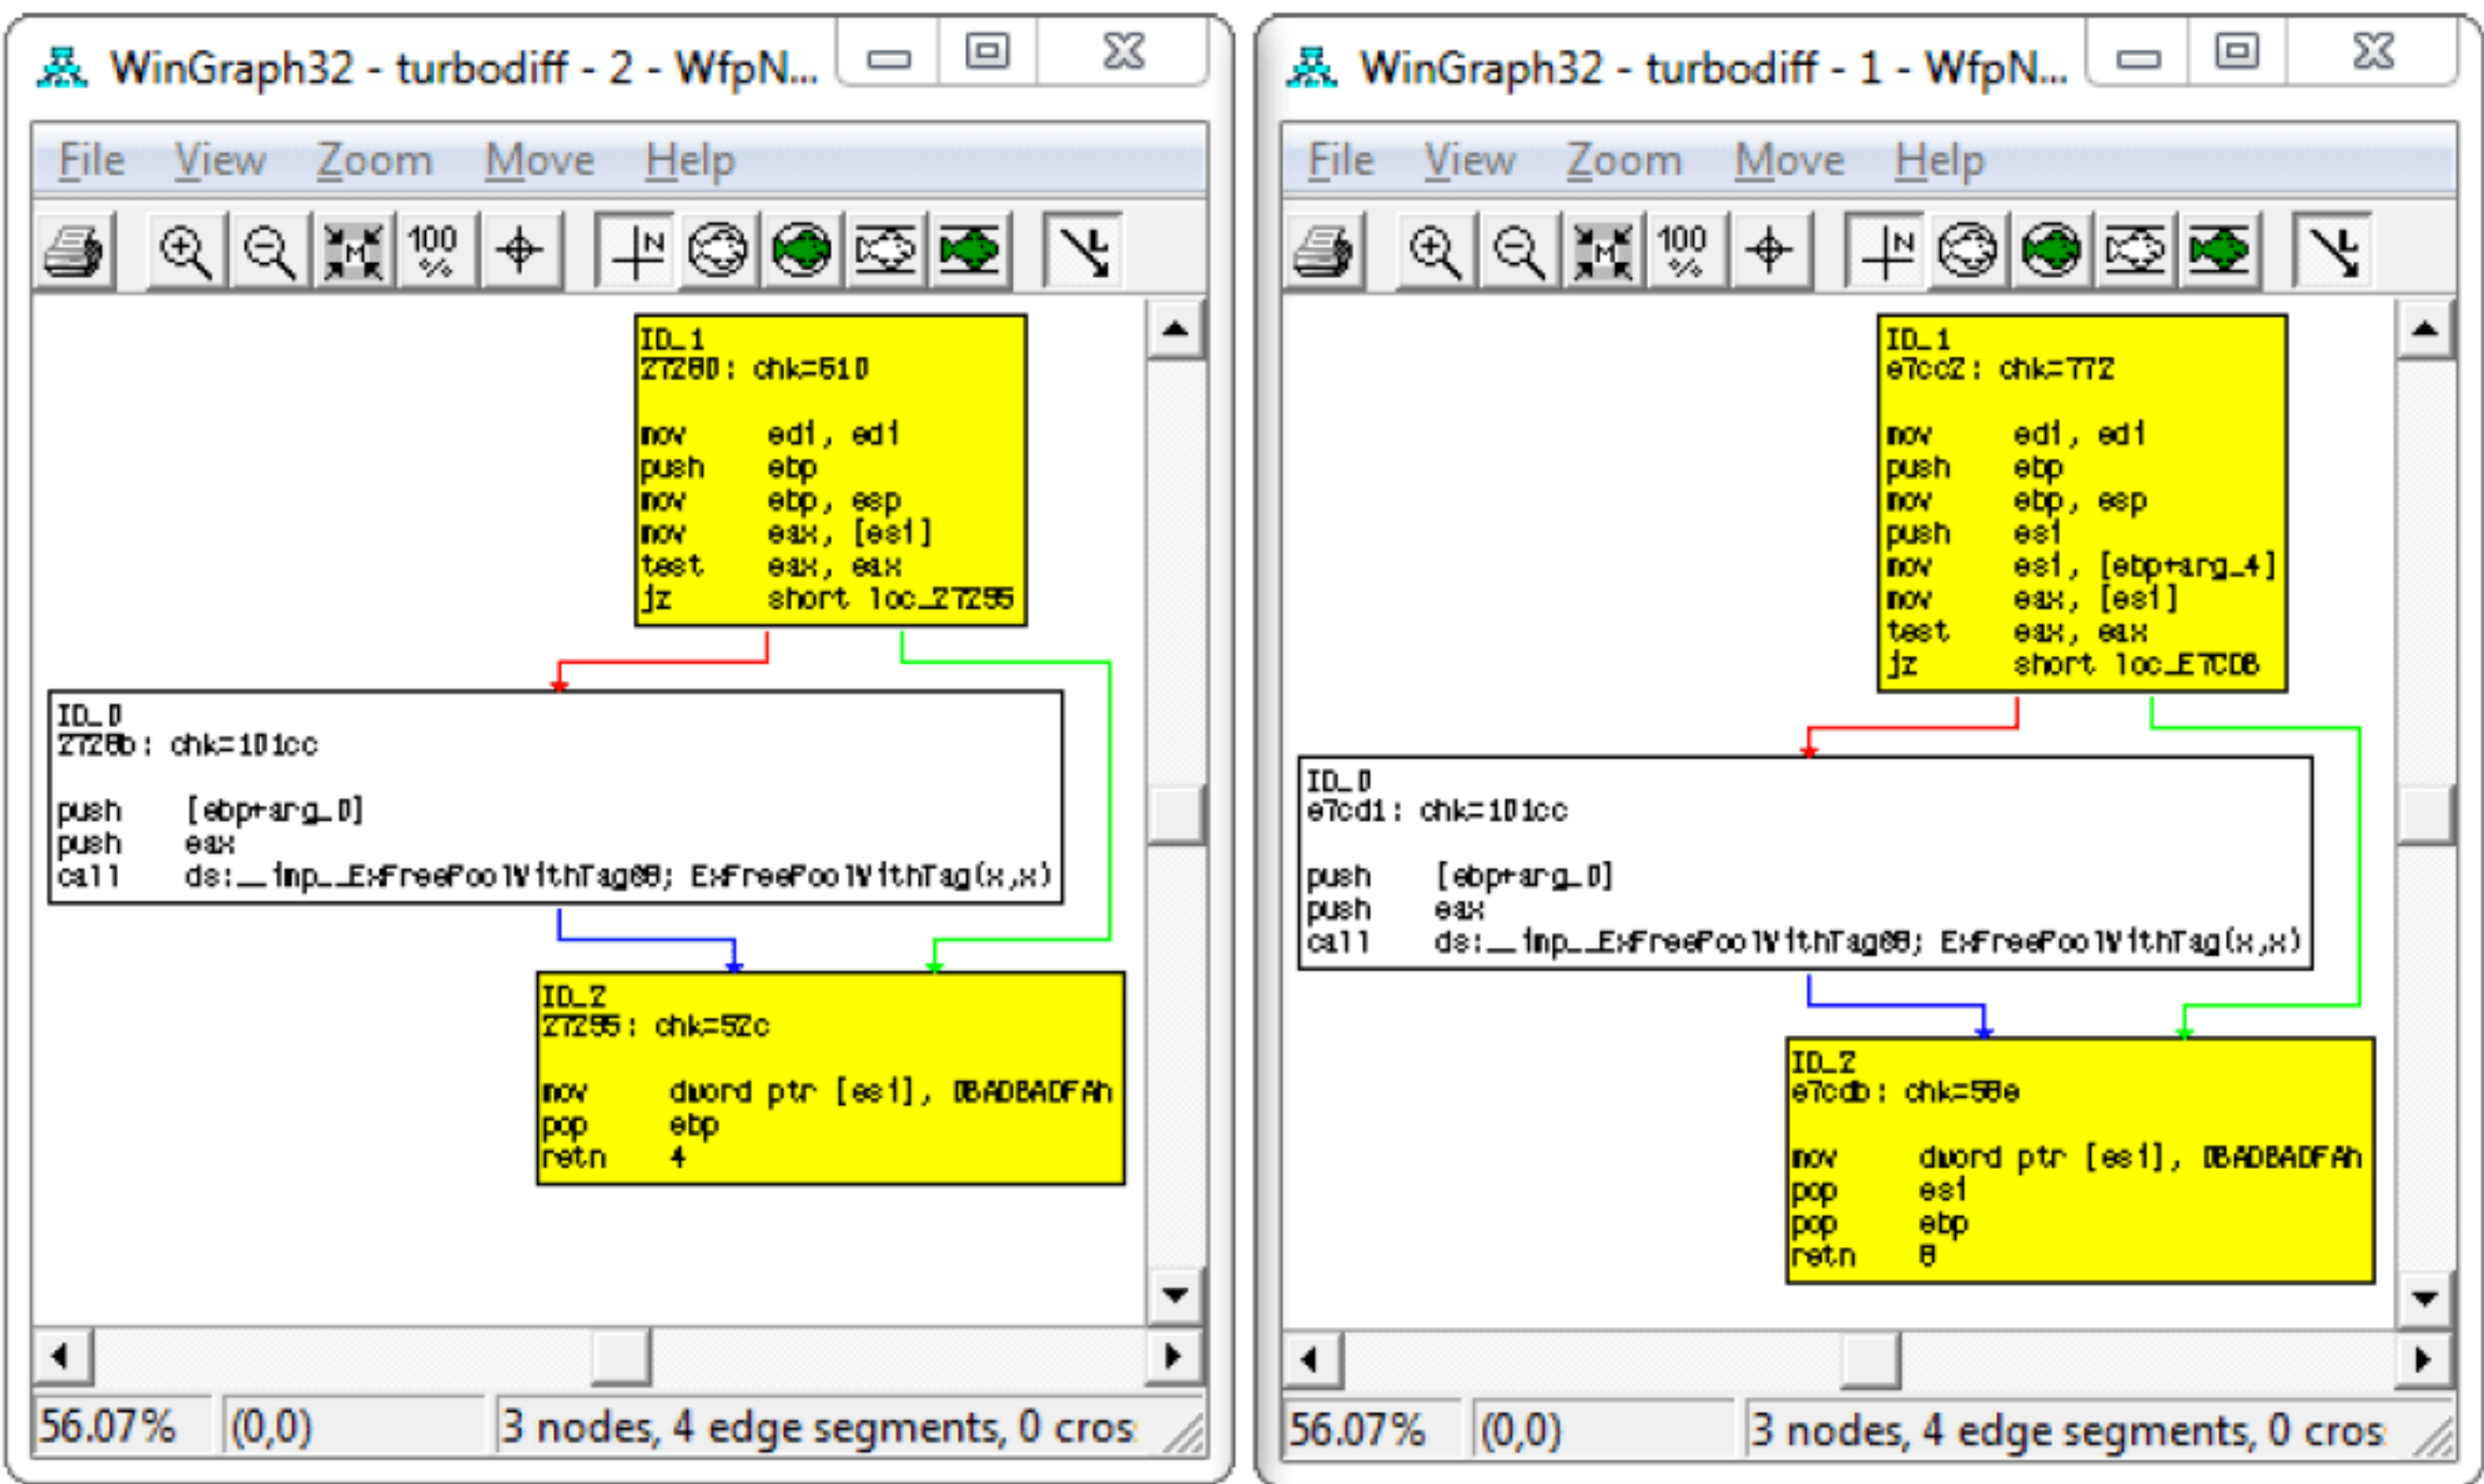 WinGraph32 - turbodiff - 2 - WfpN...
File View Zoom Move Help
100 %
N
M
L
ID_1
27280: chk=610
mov edi, edi
push ebp
mov ebp, esp
mov eax, [esi]
test eax, eax
jz short loc_27295
ID_0
2728b: chk=101cc
push [ebp+arg_0]
push eax
call ds:__imp__ExFreePoolWithTag@8; ExFreePoolWithTag(x,x)
ID_2
27295: chk=52c
mov dword ptr [esi], 0BADBADFAh
pop ebp
retn 4
56.07% (0,0) 3 nodes, 4 edge segments, 0 cros
WinGraph32 - turbodiff - 1 - WfpN...
File View Zoom Move Help
100 %
N
M
L
ID_1
e7cc2: chk=772
mov edi, edi
push ebp
mov ebp, esp
push esi
mov esi, [ebp+arg_4]
mov eax, [esi]
test eax, eax
jz short loc_E7CDB
ID_0
e7cd1: chk=101cc
push [ebp+arg_0]
push eax
call ds:__imp__ExFreePoolWithTag@8; ExFreePoolWithTag(x,x)
ID_2
e7cdb: chk=58e
mov dword ptr [esi], 0BADBADFAh
pop esi
pop ebp
retn 8
56.07% (0,0) 3 nodes, 4 edge segments, 0 cros